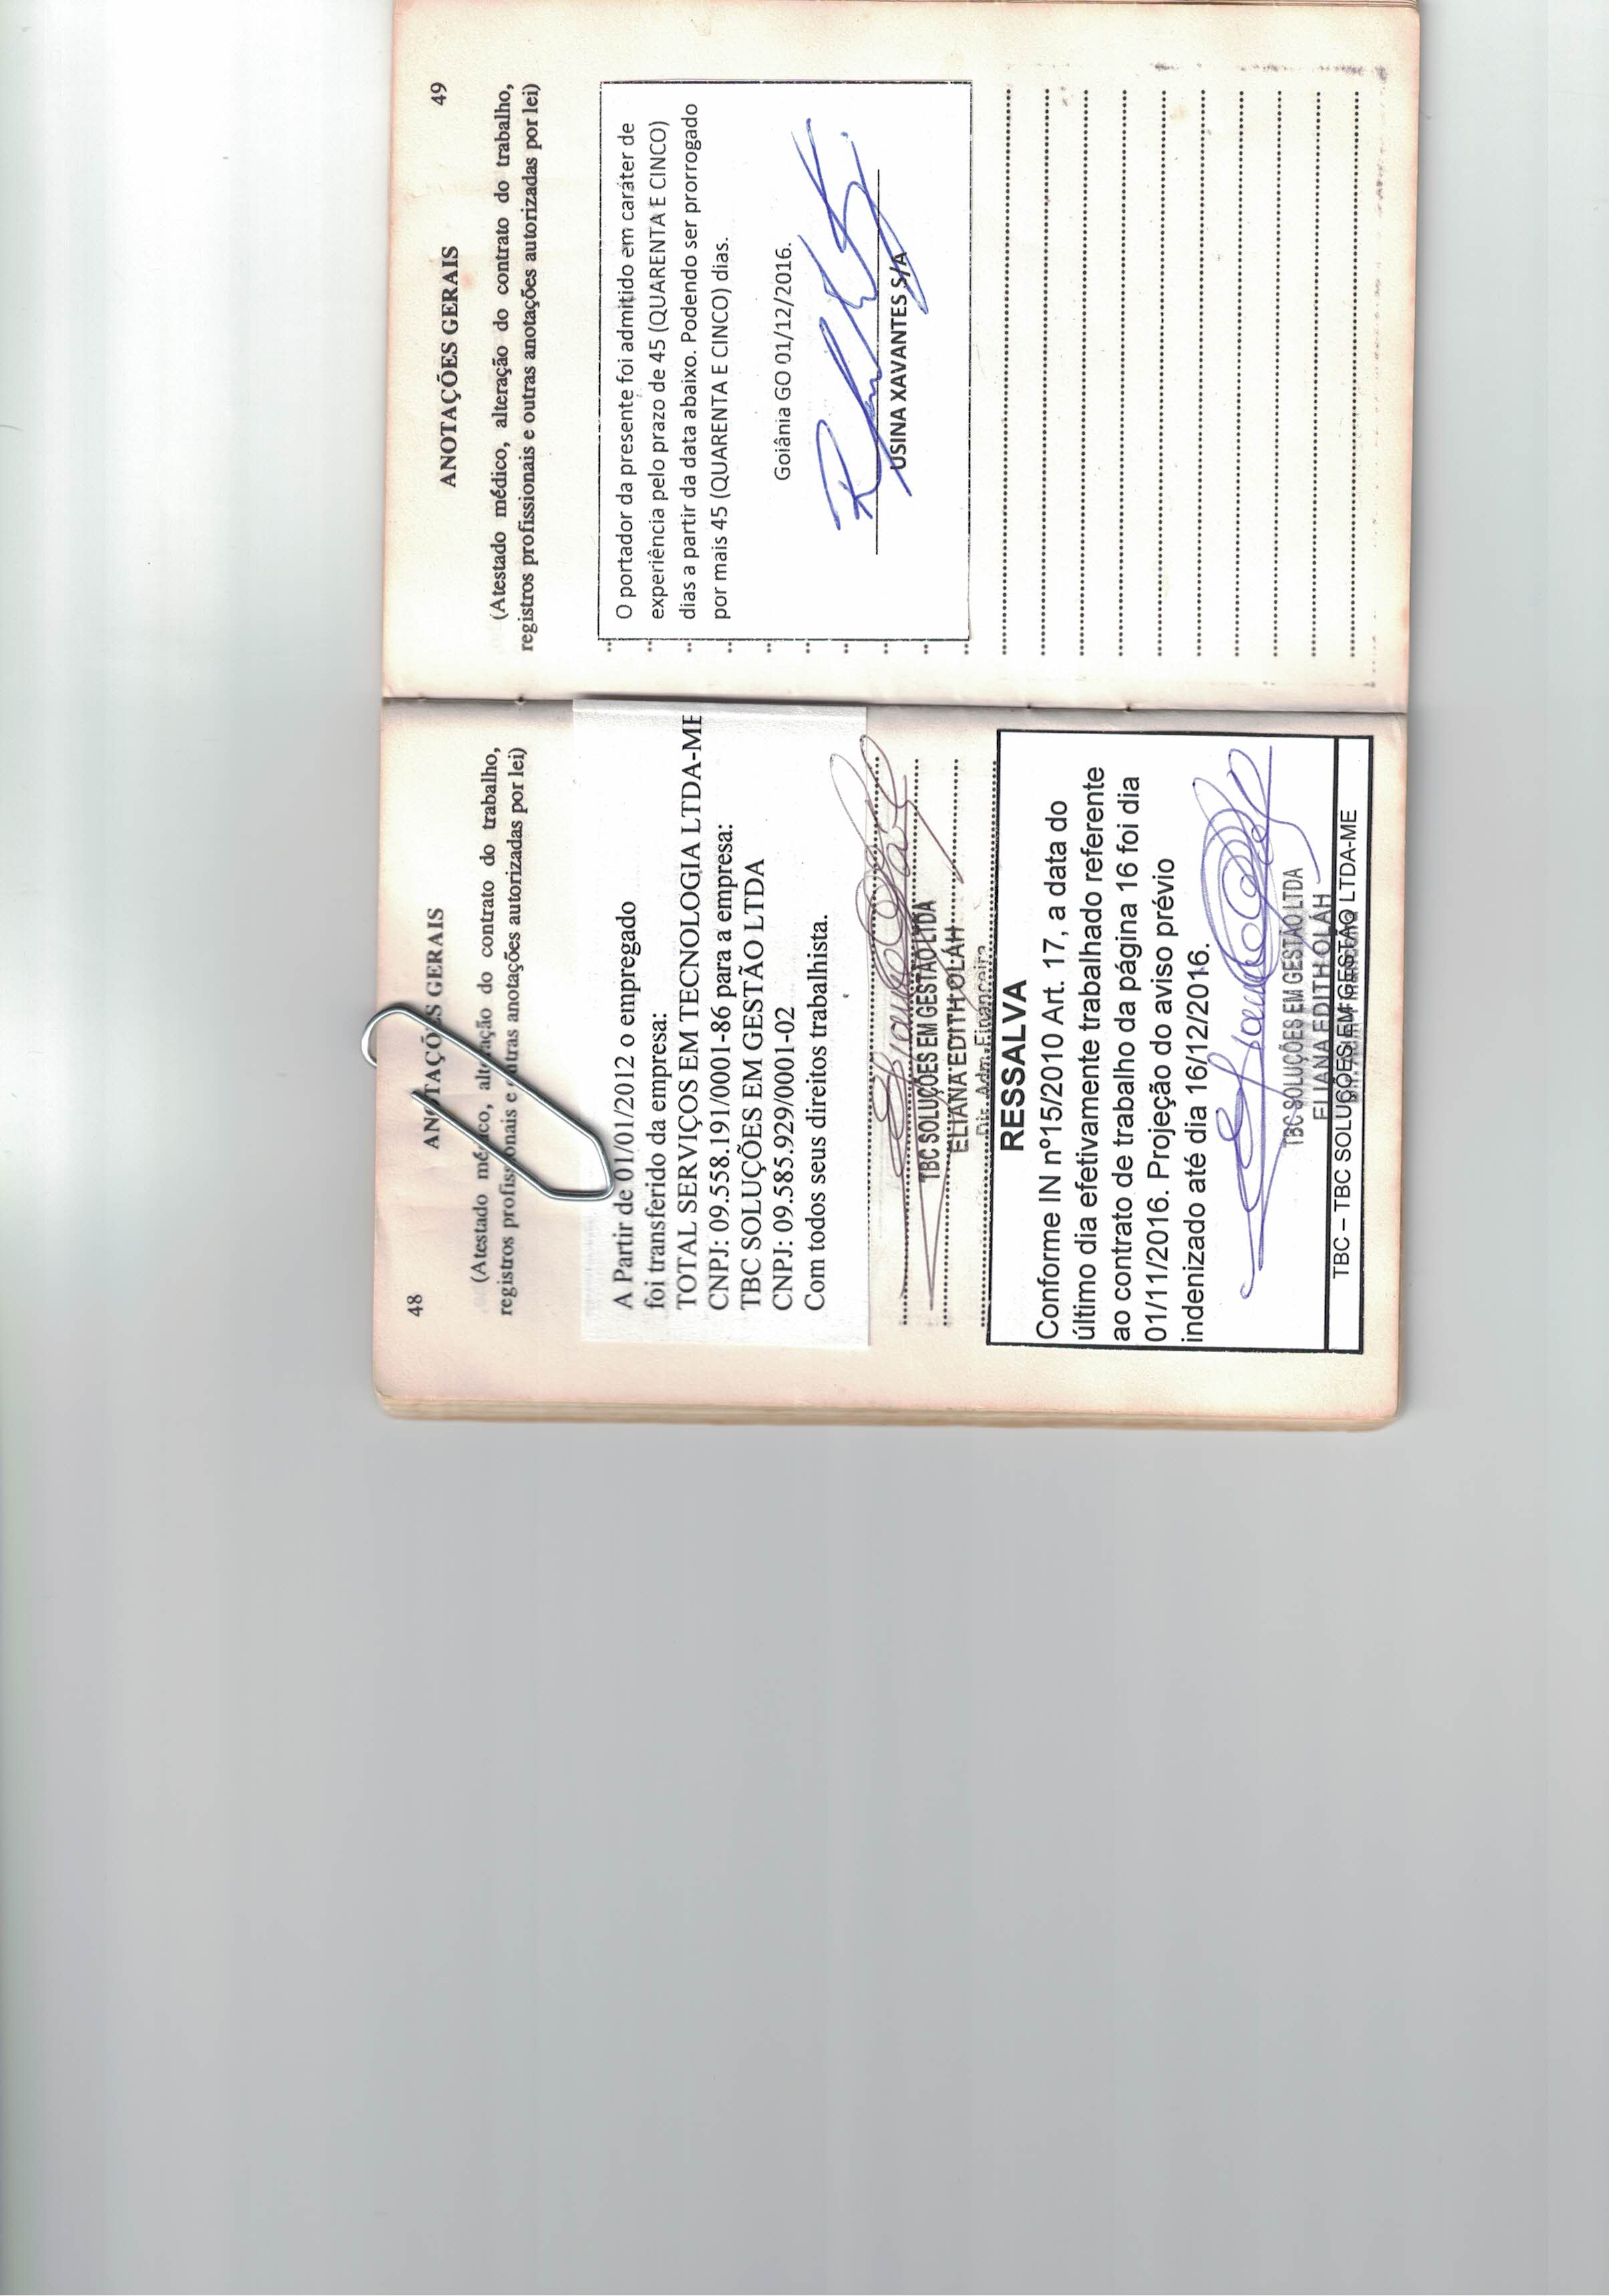 48
ANOTAÇÕES GERAIS
(Atestado médico, alteração do contrato do trabalho,
registros profissionais e outras anotações autorizadas por lei)
A Partir de 01/01/2012 o empregado
foi transferido da empresa:
TOTAL SERVIÇOS EM TECNOLOGIA LTDA-ME
CNPJ: 09.558.191/0001-86 para a empresa:
TBC SOLUÇÕES EM GESTÃO LTDA
CNPJ: 09.585.929/0001-02
Com todos seus direitos trabalhista.
TBC SOLUÇÕES EM GESTÃO LTDA
ELIANA EDITH OLAH
Dir. Adm. Financeira
RESSALVA
Conforme IN nº15/2010 Art. 17, a data do
último dia efetivamente trabalhado referente
ao contrato de trabalho da página 16 foi dia
01/11/2016. Projeção do aviso prévio
indenizado até dia 16/12/2016.
TBC SOLUÇÕES EM GESTÃO LTDA
ELIANA EDITH OLAH
TBC – TBC SOLUÇÕES EM GESTÃO LTDA-ME
49
ANOTAÇÕES GERAIS
(Atestado médico, alteração do contrato do trabalho,
registros profissionais e outras anotações autorizadas por lei)
O portador da presente foi admitido em caráter de
experiência pelo prazo de 45 (QUARENTA E CINCO)
dias a partir da data abaixo. Podendo ser prorrogado
por mais 45 (QUARENTA E CINCO) dias.
Goiânia GO 01/12/2016.
USINA XAVANTES S/A